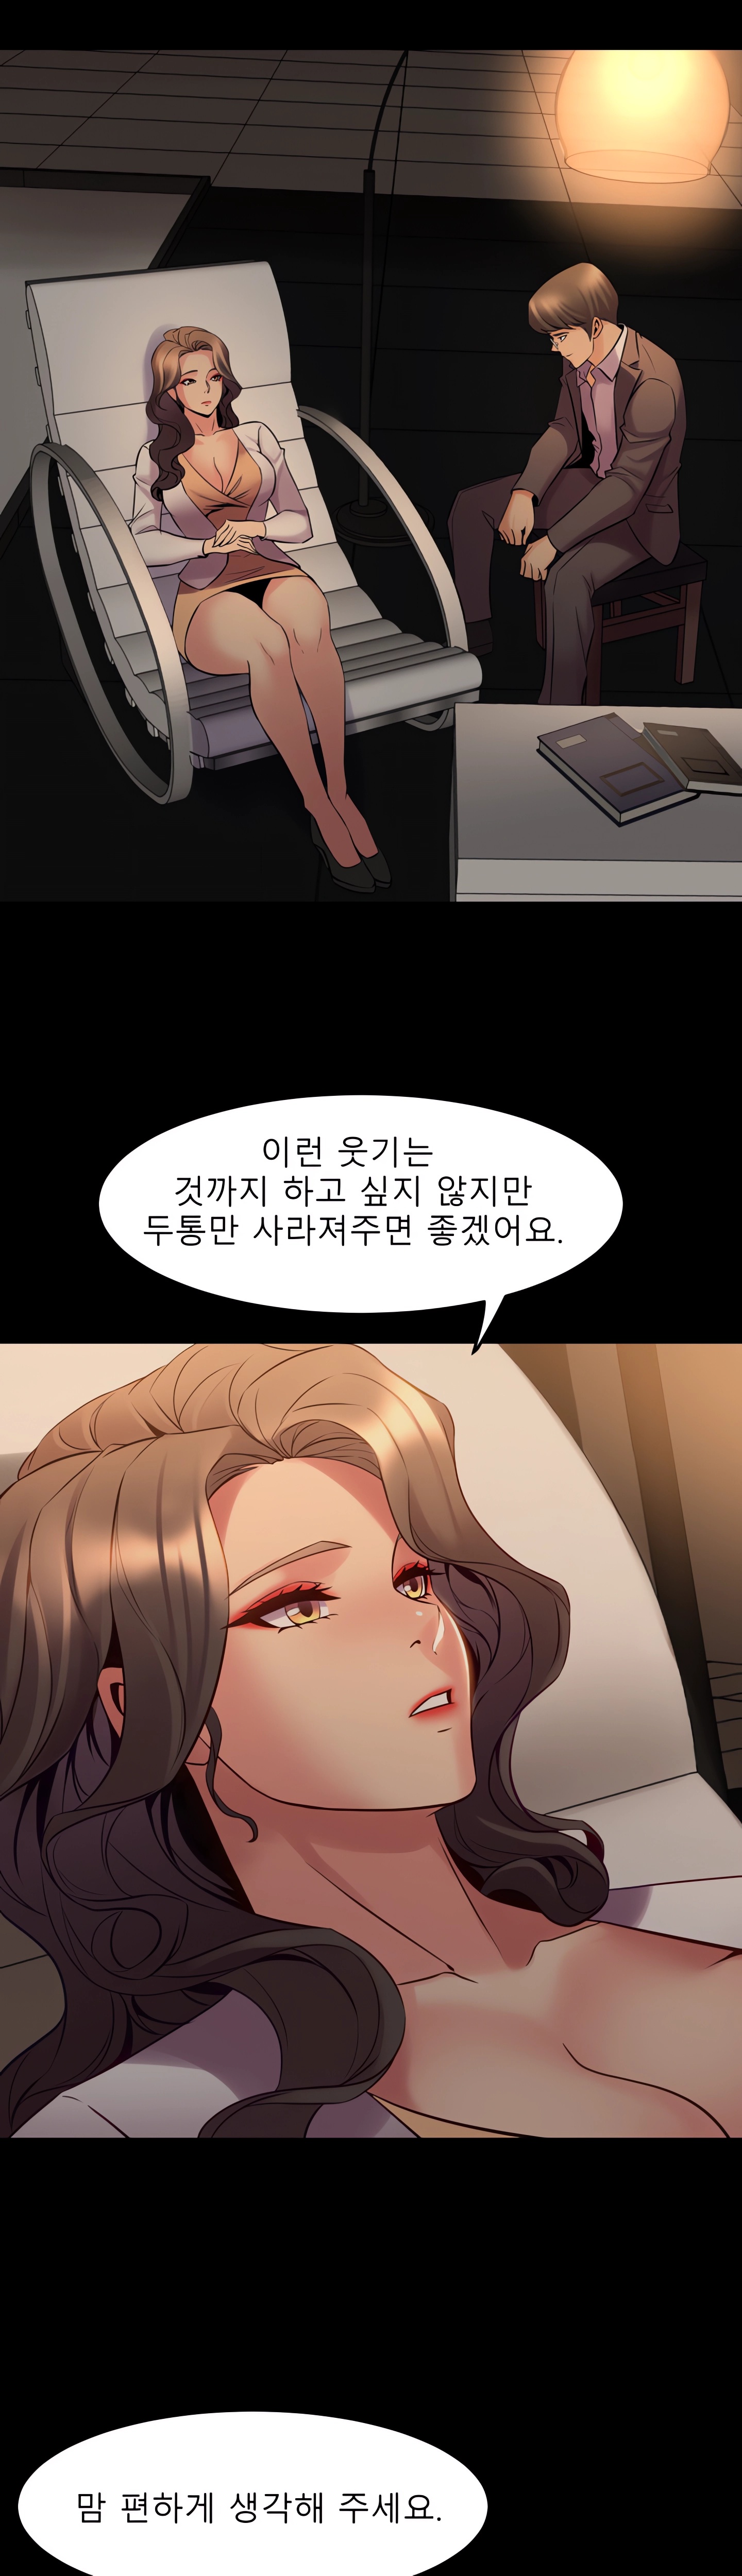 이런 웃기는
것까지 하고 싶지 않지만
두통만 사라져주면 좋겠어요.
맘 편하게 생각해 주세요.